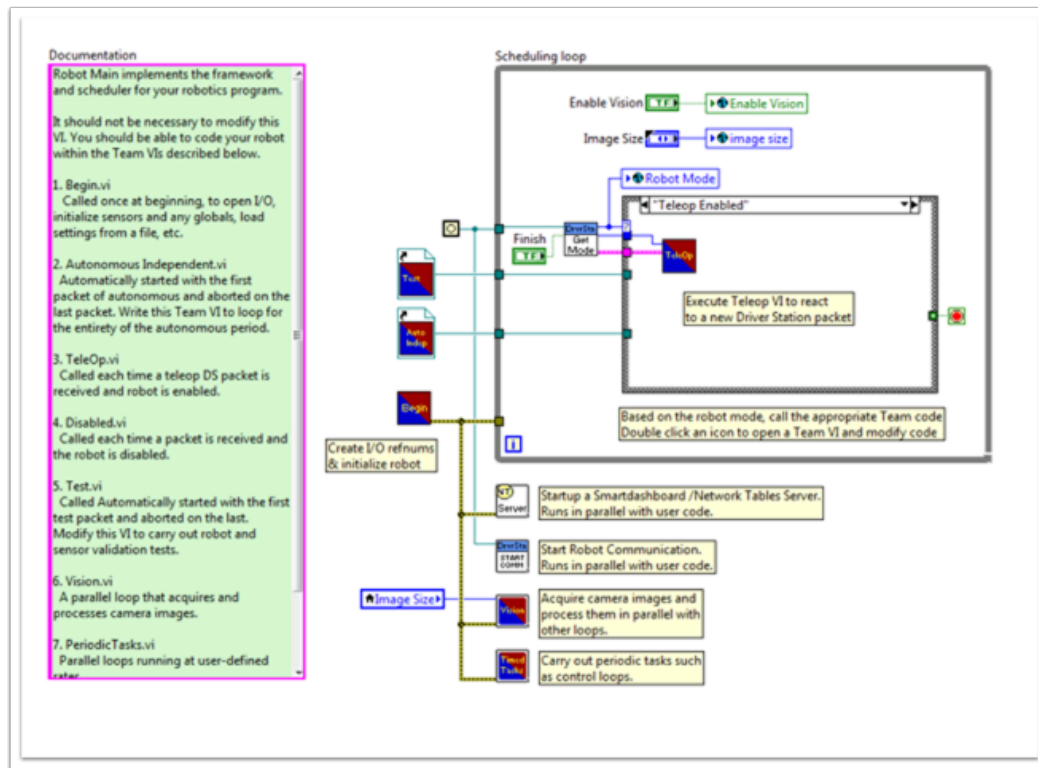 Documentation
Robot Main implements the framework
and scheduler for your robotics program.
It should not be necessary to modify this
VI. You should be able to code your robot
within the Team VIs described below.
1. Begin.vi
Called once at beginning, to open I/O,
initialize sensors and any globals, load
settings from a file, etc.
2. Autonomous Independent.vi
Automatically started with the first
packet of autonomous and aborted on the
last packet. Write this Team VI to loop for
the entirety of the autonomous period.
3. TeleOp.vi
Called each time a teleop DS packet is
received and robot is enabled.
4. Disabled.vi
Called each time a packet is received and
the robot is disabled.
5. Test.vi
Called Automatically started with the first
test packet and aborted on the last.
Modify this VI to carry out robot and
sensor validation tests.
6. Vision.vi
A parallel loop that acquires and
processes camera images.
7. PeriodicTasks.vi
Parallel loops running at user-defined
rates
Scheduling loop
Enable Vision
TF
Enable Vision
Image Size
image size
Robot Mode
"Teleop Enabled"
Finish
TF
DrvrSta
Get
Mode
TeleOp
Test
Auto
Indep
Execute Teleop VI to react
to a new Driver Station packet
Begin
Based on the robot mode, call the appropriate Team code
Double click an icon to open a Team VI and modify code
i
Create I/O refnums
& initialize robot
Server
Startup a Smartdashboard /Network Tables Server.
Runs in parallel with user code.
DrvrSta
START
COMM
Start Robot Communication.
Runs in parallel with user code.
Image Size
Vision
Acquire camera images and
process them in parallel with
other loops.
Timed
Tasks
Carry out periodic tasks such
as control loops.